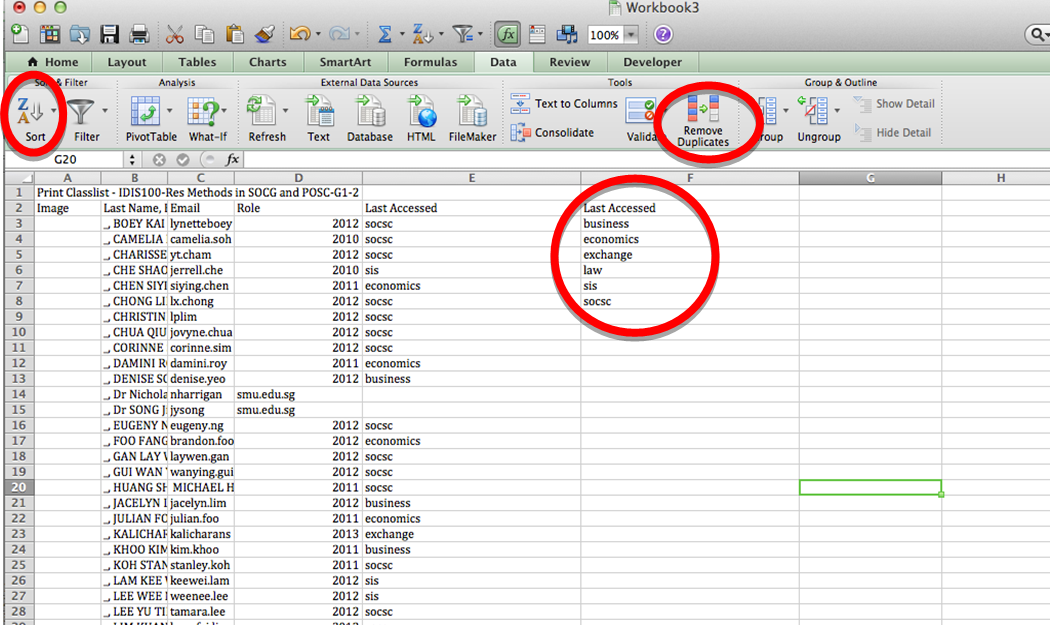 Workbook3
100%
Home Layout Tables Charts SmartArt Formulas Data Review Developer
Sort & Filter Analysis External Data Sources Tools Group & Outline
Sort Filter PivotTable What-If Refresh Text Database HTML FileMaker Text to Columns Consolidate Remove Duplicates Ungroup Show Detail Hide Detail
G20 fx
A B C D E F G H
1 Print Classlist - IDIS100-Res Methods in SOCG and POSC-G1-2
2 Image Last Name, Email Role Last Accessed Last Accessed
3 BOEY KAI lynetteboey 2012 socsc business
4 CAMELIA camelia.soh 2010 socsc economics
5 CHARISSE yt.cham 2012 socsc exchange
6 CHE SHAO jerrell.che 2010 sis law
7 CHEN SIYI siying.chen 2011 economics sis
8 CHONG LI lx.chong 2012 socsc socsc
9 CHRISTIN lplim 2012 socsc
10 CHUA QIU jovyne.chua 2012 socsc
11 CORINNE corinne.sim 2012 socsc
12 DAMINI R damini.roy 2011 economics
13 DENISE SO denise.yeo 2012 business
14 Dr Nichola nharrigan smu.edu.sg
15 Dr SONG J jysong smu.edu.sg
16 EUGENY N eugeny.ng 2012 socsc
17 FOO FANG brandon.foo 2012 economics
18 GAN LAY laywen.gan 2012 socsc
19 GUI WAN wanying.gui 2012 socsc
20 HUANG SH MICHAEL H 2011 socsc
21 JACELYN jacelyn.lim 2012 business
22 JULIAN FO julian.foo 2011 economics
23 KALICHAR kalicharans 2013 exchange
24 KHOO KIM kim.khoo 2011 business
25 KOH STAN stanley.koh 2011 socsc
26 LAM KEE keewei.lam 2012 sis
27 LEE WEE weenee.lee 2012 sis
28 LEE YU TI tamara.lee 2012 socsc